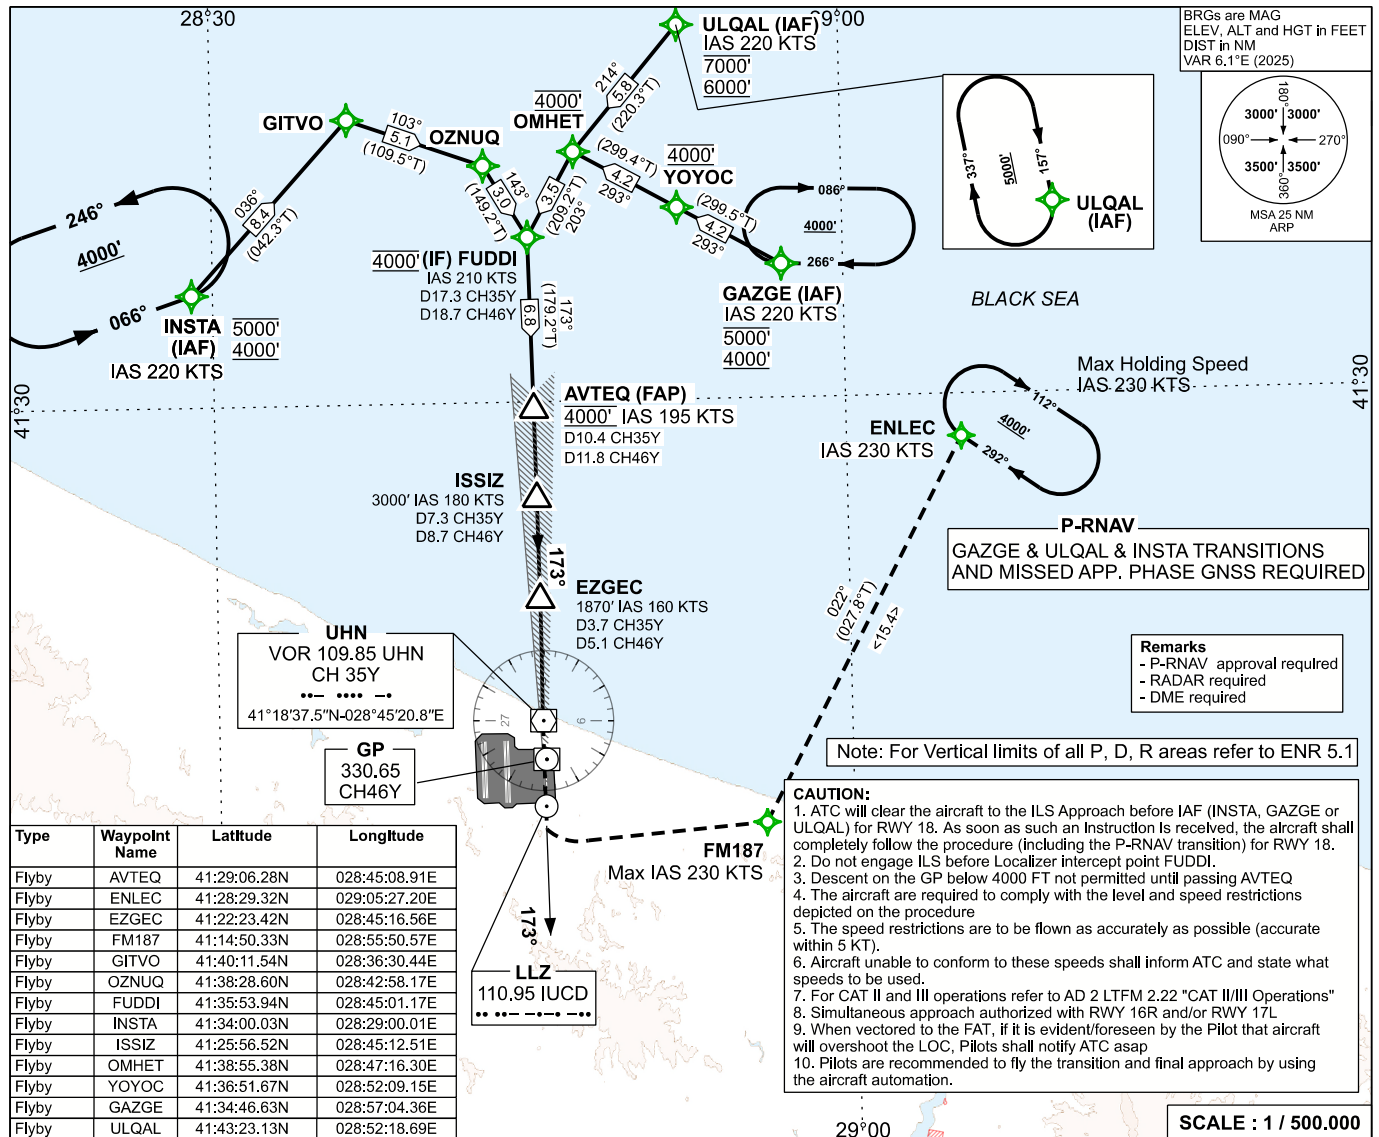 28°30'
29°00'
BRGs are MAG
ELEV, ALT and HGT in FEET
DIST in NM
VAR 6.1°E (2025)
180°
3000' 3000'
090° 270°
3500' 3500'
360°
MSA 25 NM
ARP
ULQAL (IAF)
IAS 220 KTS
7000'
6000'
214°
5.8
(220.3°T)
337°
5000'
157°
ULQAL
(IAF)
GITVO
103°
5.1
(109.5°T)
OZNUQ
4000'
OMHET
143°
3.0
(149.2°T)
3.5
(209.2°T)
203°
(299.4°T)
4.2
293°
4000'
YOYOC
(299.5°T)
4.2
293°
086°
4000'
266°
036°
8.4
(042.3°T)
246°
4000'
066°
INSTA
(IAF)
5000'
4000'
IAS 220 KTS
4000' (IF) FUDDI
IAS 210 KTS
D17.3 CH35Y
D18.7 CH46Y
GAZGE (IAF)
IAS 220 KTS
5000'
4000'
BLACK SEA
6.8
173°
(179.2°T)
41°30
41°30
AVTEQ (FAP)
4000' IAS 195 KTS
D10.4 CH35Y
D11.8 CH46Y
Max Holding Speed
IAS 230 KTS
112°
4000'
292°
ENLEC
IAS 230 KTS
ISSIZ
3000' IAS 180 KTS
D7.3 CH35Y
D8.7 CH46Y
173°
P-RNAV
GAZGE & ULQAL & INSTA TRANSITIONS
AND MISSED APP. PHASE GNSS REQUIRED
EZGEC
1870' IAS 160 KTS
D3.7 CH35Y
D5.1 CH46Y
022°
(027.8°T)
<15.4>
UHN
VOR 109.85 UHN
CH 35Y
••– •••• –•
41°18'37.5"N-028°45'20.8"E
27
6
Remarks
- P-RNAV approval required
- RADAR required
- DME required
GP
330.65
CH46Y
Note: For Vertical limits of all P, D, R areas refer to ENR 5.1
FM187
Max IAS 230 KTS
CAUTION:
1. ATC will clear the aircraft to the ILS Approach before IAF (INSTA, GAZGE or
ULQAL) for RWY 18. As soon as such an instruction is received, the aircraft shall
completely follow the procedure (including the P-RNAV transition) for RWY 18.
2. Do not engage ILS before Localizer intercept point FUDDI.
3. Descent on the GP below 4000 FT not permitted until passing AVTEQ
4. The aircraft are required to comply with the level and speed restrictions
depicted on the procedure
5. The speed restrictions are to be flown as accurately as possible (accurate
within 5 KT).
6. Aircraft unable to conform to these speeds shall inform ATC and state what
speeds to be used.
7. For CAT II and III operations refer to AD 2 LTFM 2.22 "CAT II/III Operations"
8. Simultaneous approach authorized with RWY 16R and/or RWY 17L
9. When vectored to the FAT, if it is evident/foreseen by the Pilot that aircraft
will overshoot the LOC, Pilots shall notify ATC asap
10. Pilots are recommended to fly the transition and final approach by using
the aircraft automation.
173°
LLZ
110.95 IUCD
•• ••– –•–• –••
Type Waypoint Name Latitude Longitude
Flyby AVTEQ 41:29:06.28N 028:45:08.91E
Flyby ENLEC 41:28:29.32N 029:05:27.20E
Flyby EZGEC 41:22:23.42N 028:45:16.56E
Flyby FM187 41:14:50.33N 028:55:50.57E
Flyby GITVO 41:40:11.54N 028:36:30.44E
Flyby OZNUQ 41:38:28.60N 028:42:58.17E
Flyby FUDDI 41:35:53.94N 028:45:01.17E
Flyby INSTA 41:34:00.03N 028:29:00.01E
Flyby ISSIZ 41:25:56.52N 028:45:12.51E
Flyby OMHET 41:38:55.38N 028:47:16.30E
Flyby YOYOC 41:36:51.67N 028:52:09.15E
Flyby GAZGE 41:34:46.63N 028:57:04.36E
Flyby ULQAL 41:43:23.13N 028:52:18.69E
29°00
SCALE : 1 / 500.000